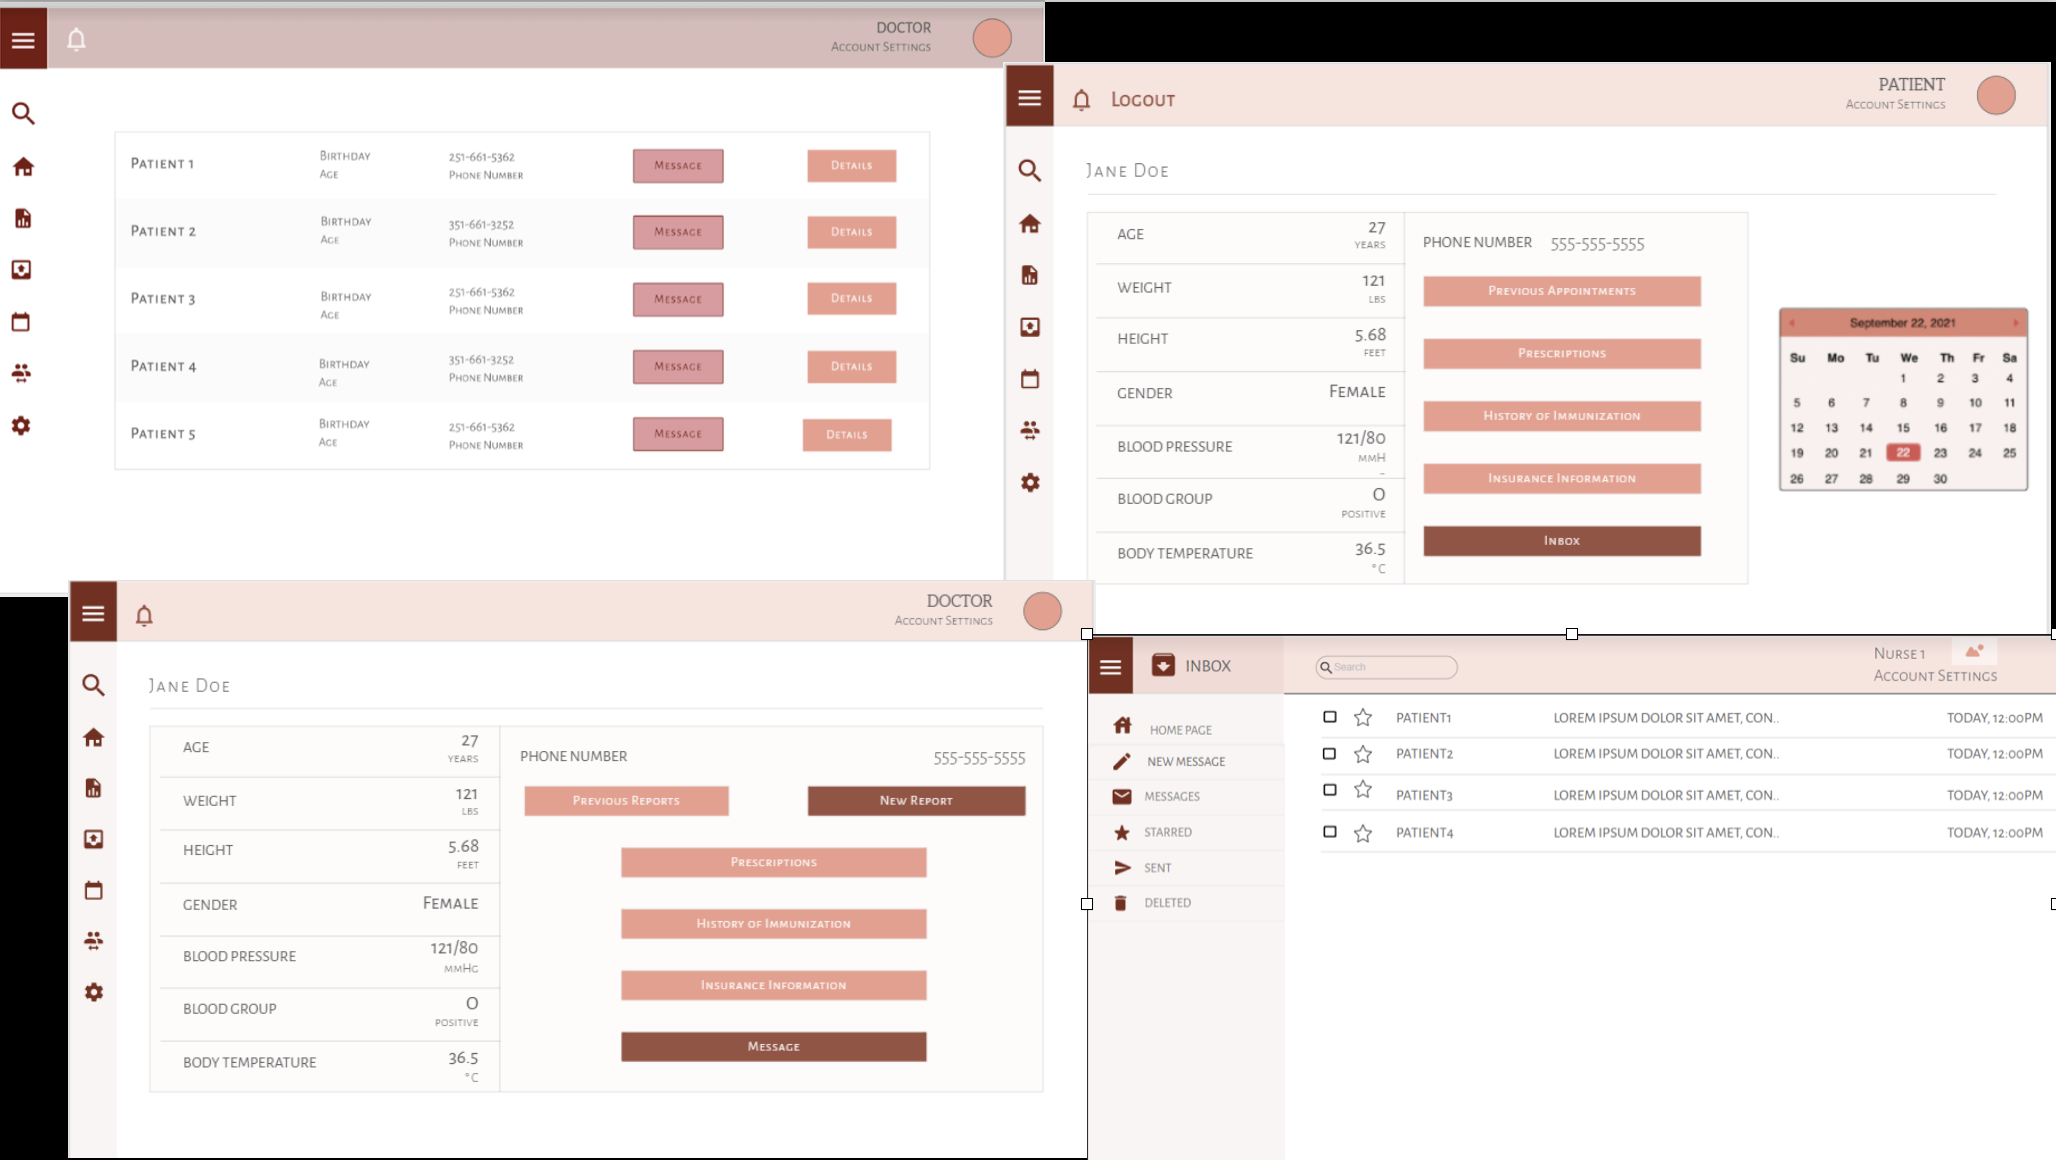 DOCTOR
Account Settings
Patient 1
Birthday
Age
251-661-5362
Phone Number
Message
Details
Patient 2
Birthday
Age
351-661-3252
Phone Number
Message
Details
Patient 3
Birthday
Age
251-661-5362
Phone Number
Message
Details
Patient 4
Birthday
Age
351-661-3252
Phone Number
Message
Details
Patient 5
Birthday
Age
251-661-5362
Phone Number
Message
Details
Logout
PATIENT
Account Settings
Jane Doe
AGE 27
YEARS
WEIGHT 121
LBS
HEIGHT 5.68
FEET
GENDER Female
BLOOD PRESSURE 121/80
mmH
-
BLOOD GROUP O
POSITIVE
BODY TEMPERATURE 36.5
°C
PHONE NUMBER 555-555-5555
Previous Appointments
Prescriptions
History of Immunization
Insurance Information
Inbox
September 22, 2021
Su Mo Tu We Th Fr Sa
1 2 3 4
5 6 7 8 9 10 11
12 13 14 15 16 17 18
19 20 21 22 23 24 25
26 27 28 29 30
DOCTOR
Account Settings
Jane Doe
AGE 27
YEARS
WEIGHT 121
LBS
HEIGHT 5.68
FEET
GENDER Female
BLOOD PRESSURE 121/80
mmHg
BLOOD GROUP O
POSITIVE
BODY TEMPERATURE 36.5
°C
PHONE NUMBER 555-555-5555
Previous Reports
New Report
Prescriptions
History of Immunization
Insurance Information
Message
INBOX
Search
Nurse 1
Account Settings
HOME PAGE
NEW MESSAGE
MESSAGES
STARRED
SENT
DELETED
PATIENT1 LOREM IPSUM DOLOR SIT AMET, CON.. TODAY, 12:00PM
PATIENT2 LOREM IPSUM DOLOR SIT AMET, CON.. TODAY, 12:00PM
PATIENT3 LOREM IPSUM DOLOR SIT AMET, CON.. TODAY, 12:00PM
PATIENT4 LOREM IPSUM DOLOR SIT AMET, CON.. TODAY, 12:00PM